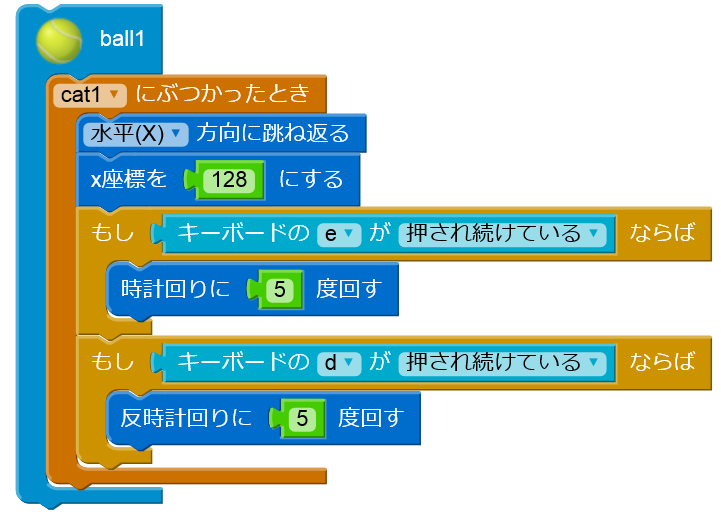 ball1
cat1 にぶつかったとき
水平(X) 方向に跳ね返る
x座標を 128 にする
もし キーボードの e が 押され続けている ならば
時計回りに 5 度回す
もし キーボードの d が 押され続けている ならば
反時計回りに 5 度回す